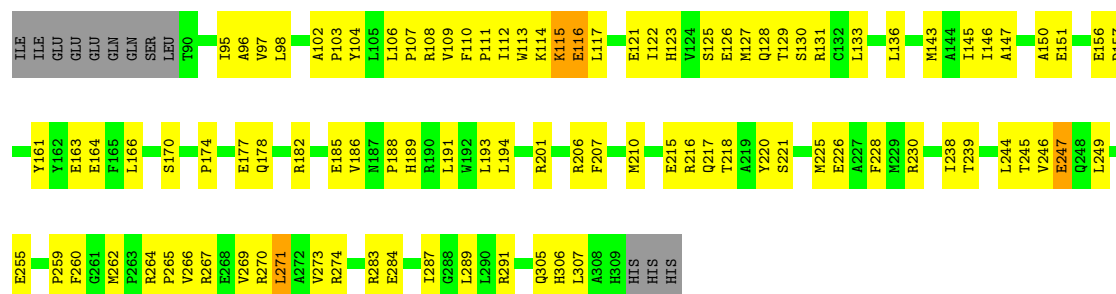 ILE ILE GLU GLU GLU GLN GLN SER LEU T90 I95 A96 V97 L98 A102 P103 Y104 L105 L106 P107 R108 V109 F110 P111 I112 W113 K114 K115 E116 L117 E121 I122 H123 V124 S125 E126 M127 Q128 T129 S130 R131 C132 L133 L136 M143 A144 I145 I146 A147 A150 E151 E156
Y161 Y162 E163 E164 F165 L166 S170 P174 E177 Q178 R182 E185 V186 N187 P188 H189 R190 L191 W192 L193 L194 R201 R206 F207 M210 E215 R216 Q217 T218 A219 Y220 S221 M225 E226 A227 F228 M229 R230 I238 T239 L244 T245 V246 E247 Q248 L249
E255 P259 F260 G261 M262 P263 R264 P265 V266 R267 E268 V269 R270 L271 A272 V273 R274 R283 E284 I287 G288 L289 L290 R291 Q305 H306 L307 A308 H309 HIS HIS HIS